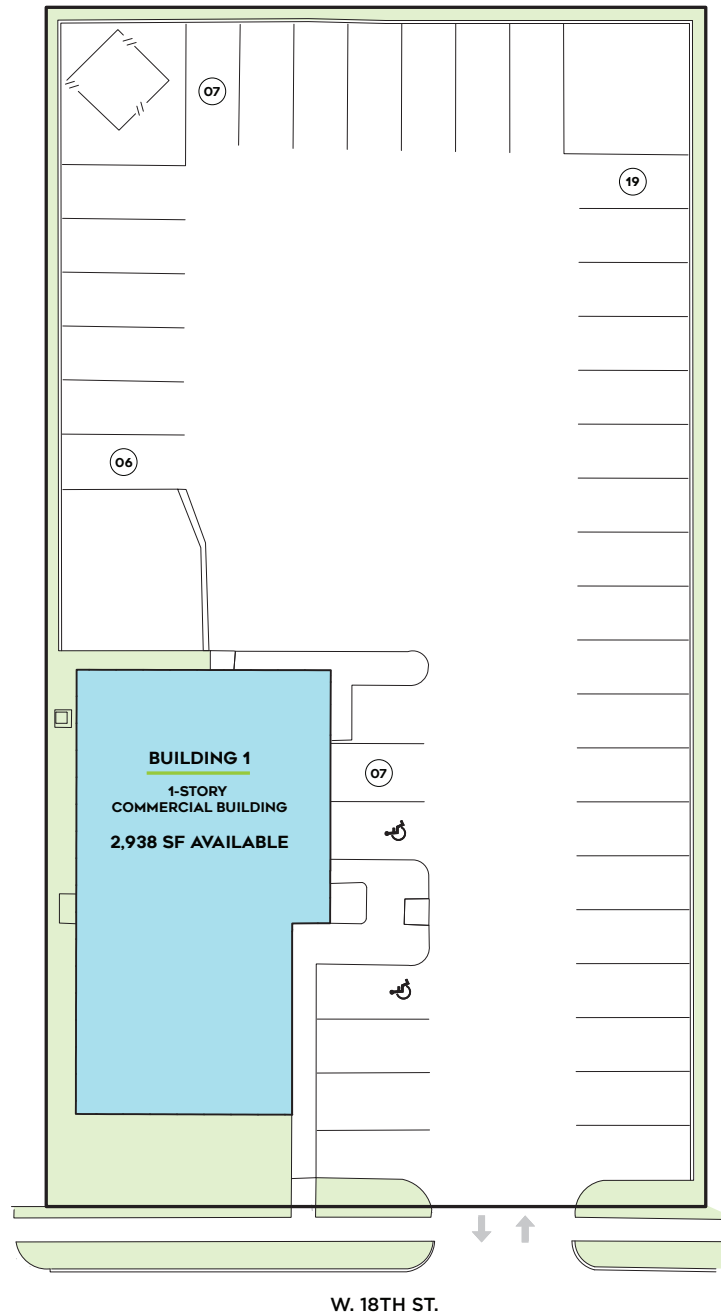 07
19
06
BUILDING 1
1-STORY
COMMERCIAL BUILDING
2,938 SF AVAILABLE
07
W. 18TH ST.